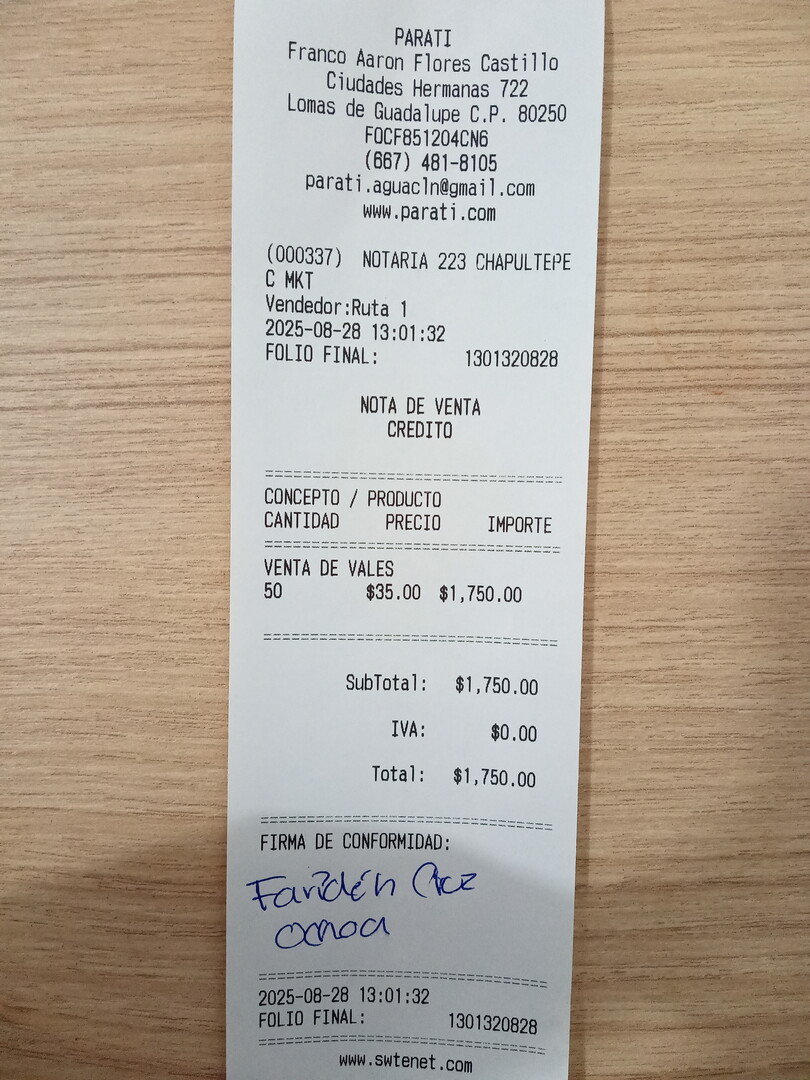 PARATI
Franco Aaron Flores Castillo
Ciudades Hermanas 722
Lomas de Guadalupe C.P. 80250
FOCF851204CN6
(667) 481-8105
parati.aguacln@gmail.com
www.parati.com
(000337) NOTARIA 223 CHAPULTEPE
C MKT
Vendedor:Ruta 1
2025-08-28 13:01:32
FOLIO FINAL: 1301320828
NOTA DE VENTA
CREDITO
================================
CONCEPTO / PRODUCTO
CANTIDAD PRECIO IMPORTE
================================
VENTA DE VALES
50 $35.00 $1,750.00
================================
SubTotal: $1,750.00
IVA: $0.00
Total: $1,750.00
================================
FIRMA DE CONFORMIDAD:
Cruz
Ochoa
================================
2025-08-28 13:01:32
FOLIO FINAL: 1301320828
================================
www.swtenet.com